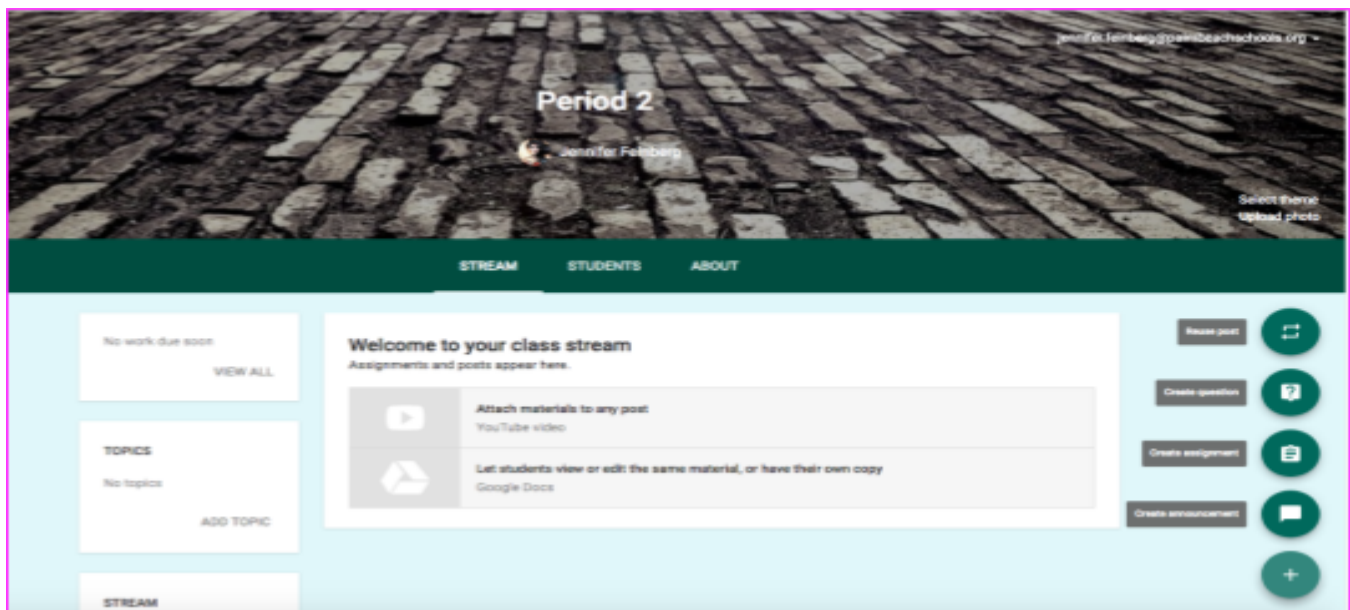 jennifer.feinberg@palmbeachschools.org
Period 2
Jennifer Feinberg
Select theme
Upload photo
STREAM STUDENTS ABOUT
No work due soon
VIEW ALL
TOPICS
No topics
ADD TOPIC
STREAM
Welcome to your class stream
Assignments and posts appear here.
Attach materials to any post
YouTube video
Let students view or edit the same material, or have their own copy
Google Docs
Reuse post
Create question
Create assignment
Create announcement